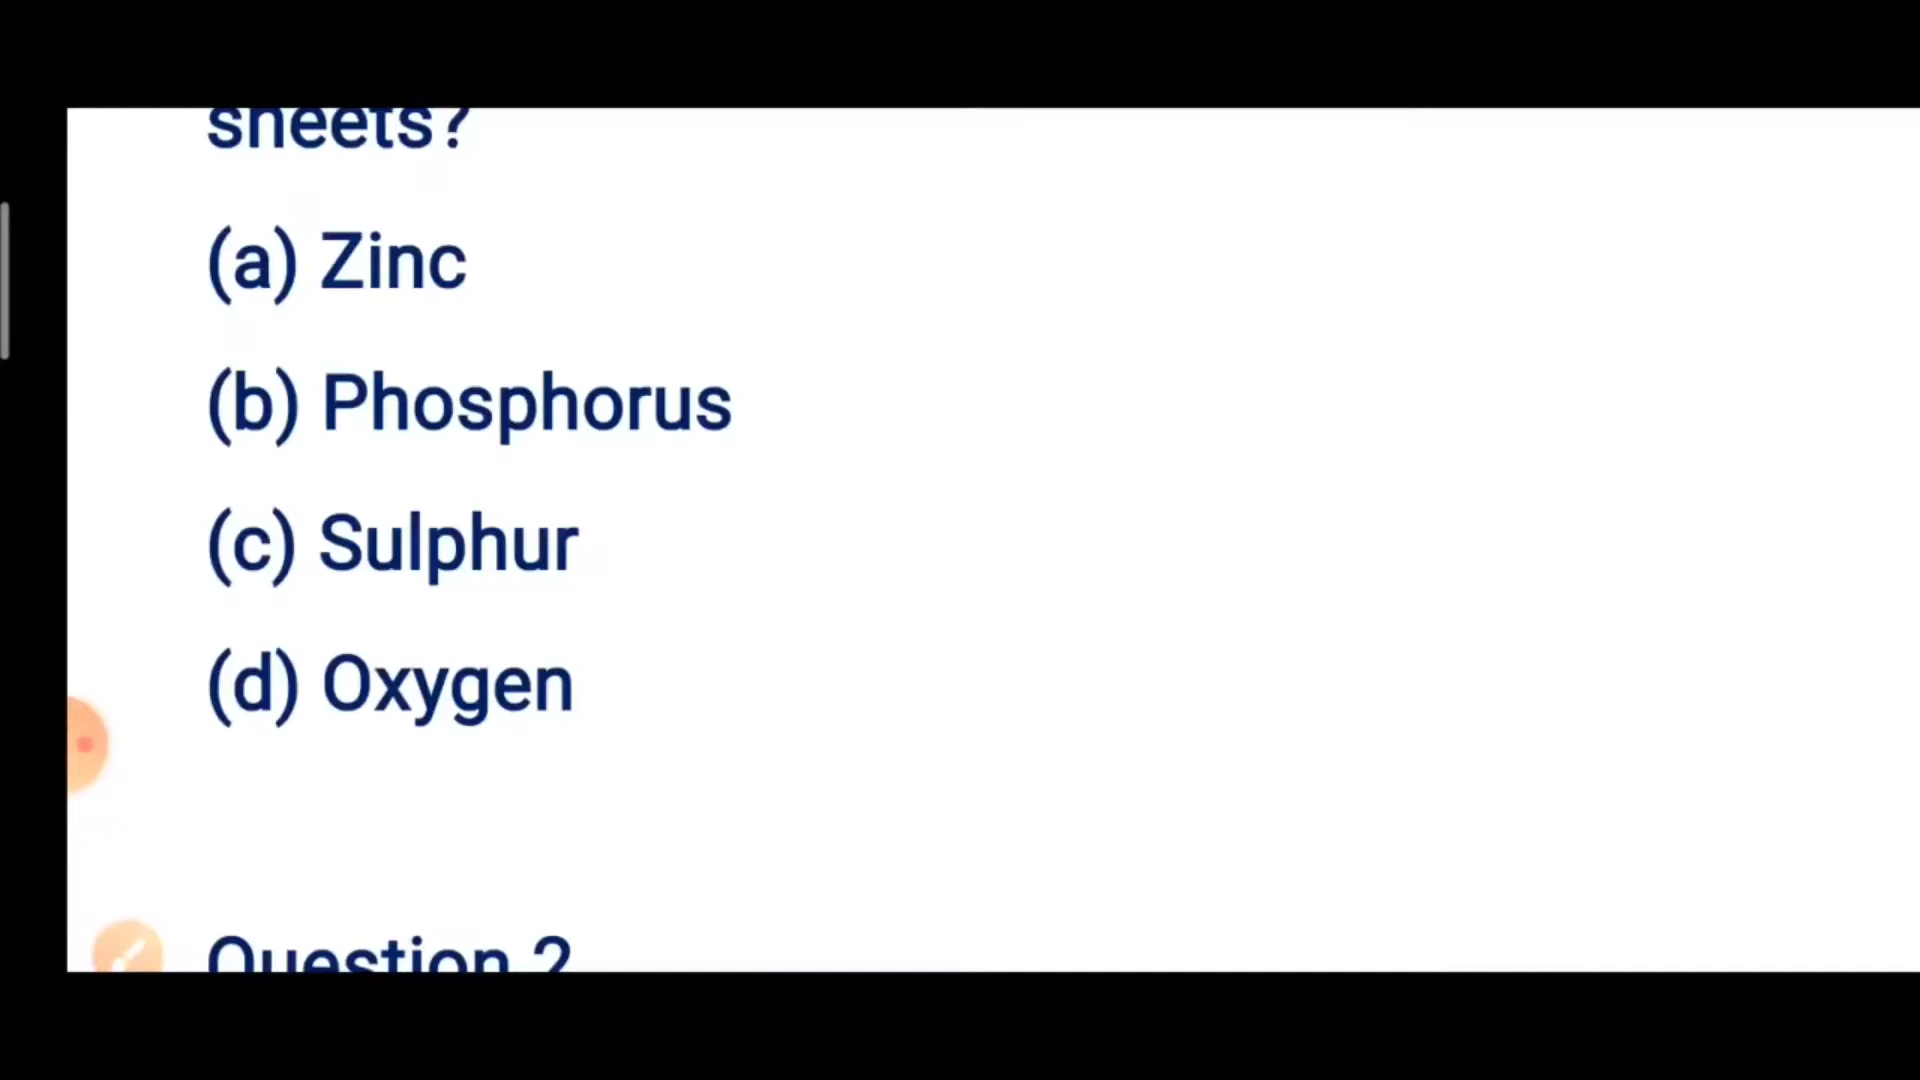 sheets?
(a) Zinc
(b) Phosphorus
(c) Sulphur
(d) Oxygen
Question 2